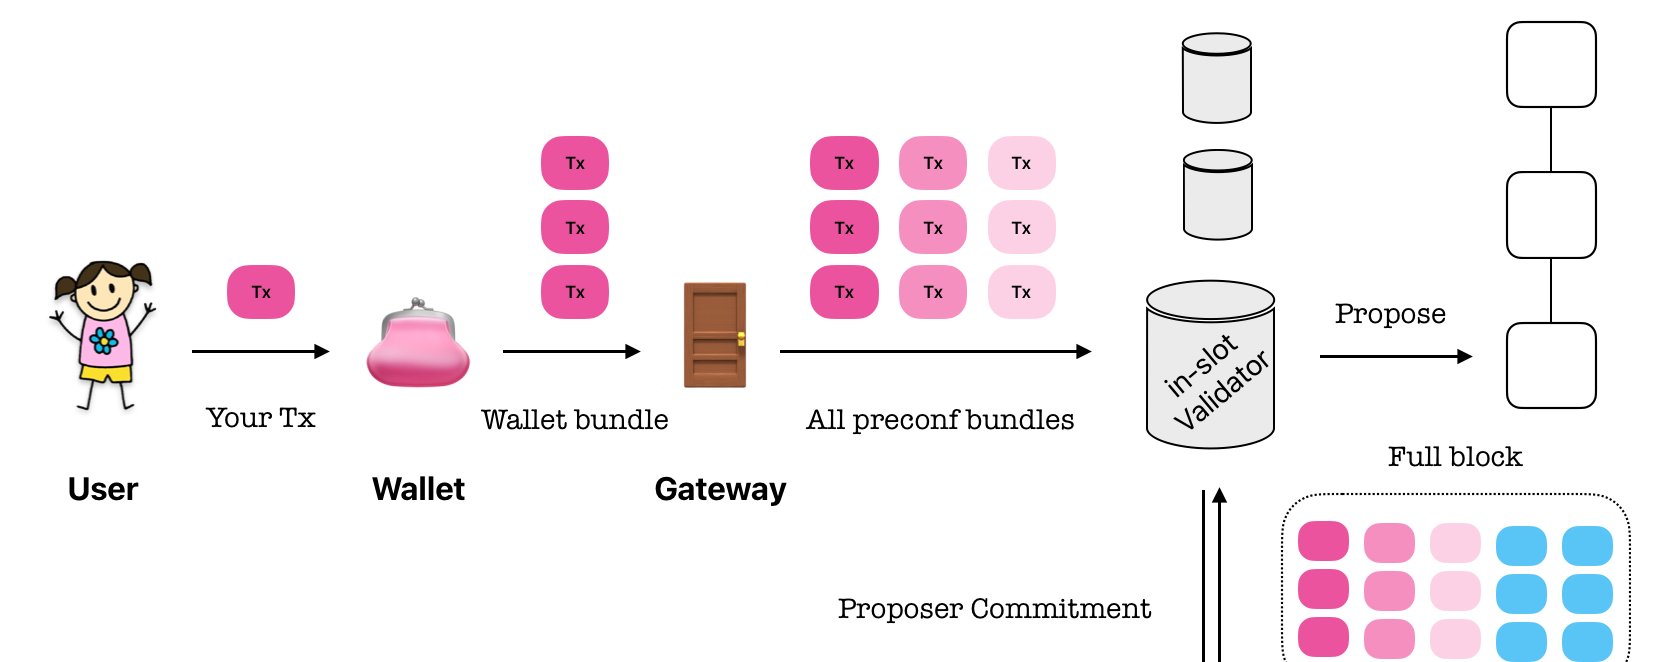 Tx
Tx Tx Tx Tx
Tx Tx Tx Tx
Tx Tx Tx Tx Tx
in-slot
Validator
Propose
Your Tx
Wallet bundle
All preconf bundles
Full block
User
Wallet
Gateway
Proposer Commitment